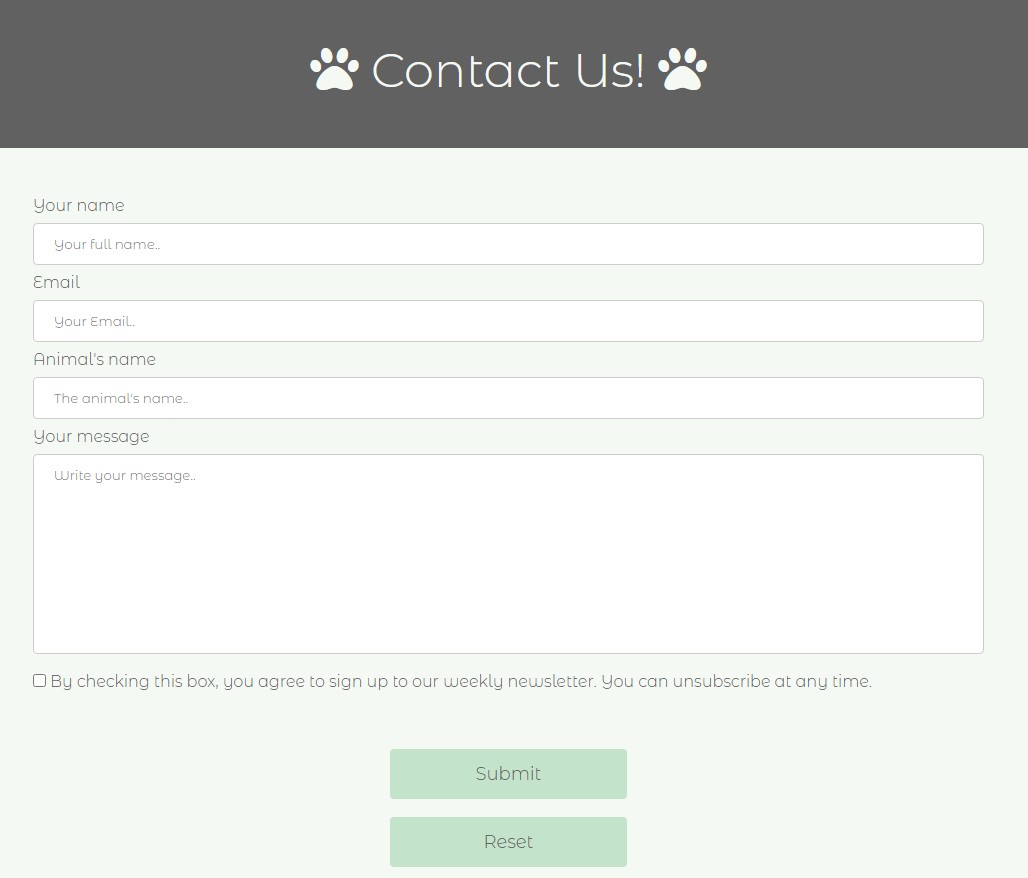 Contact Us!
Your name
Your full name..
Email
Your Email..
Animal's name
The animal's name..
Your message
Write your message..
By checking this box, you agree to sign up to our weekly newsletter. You can unsubscribe at any time.
Submit
Reset